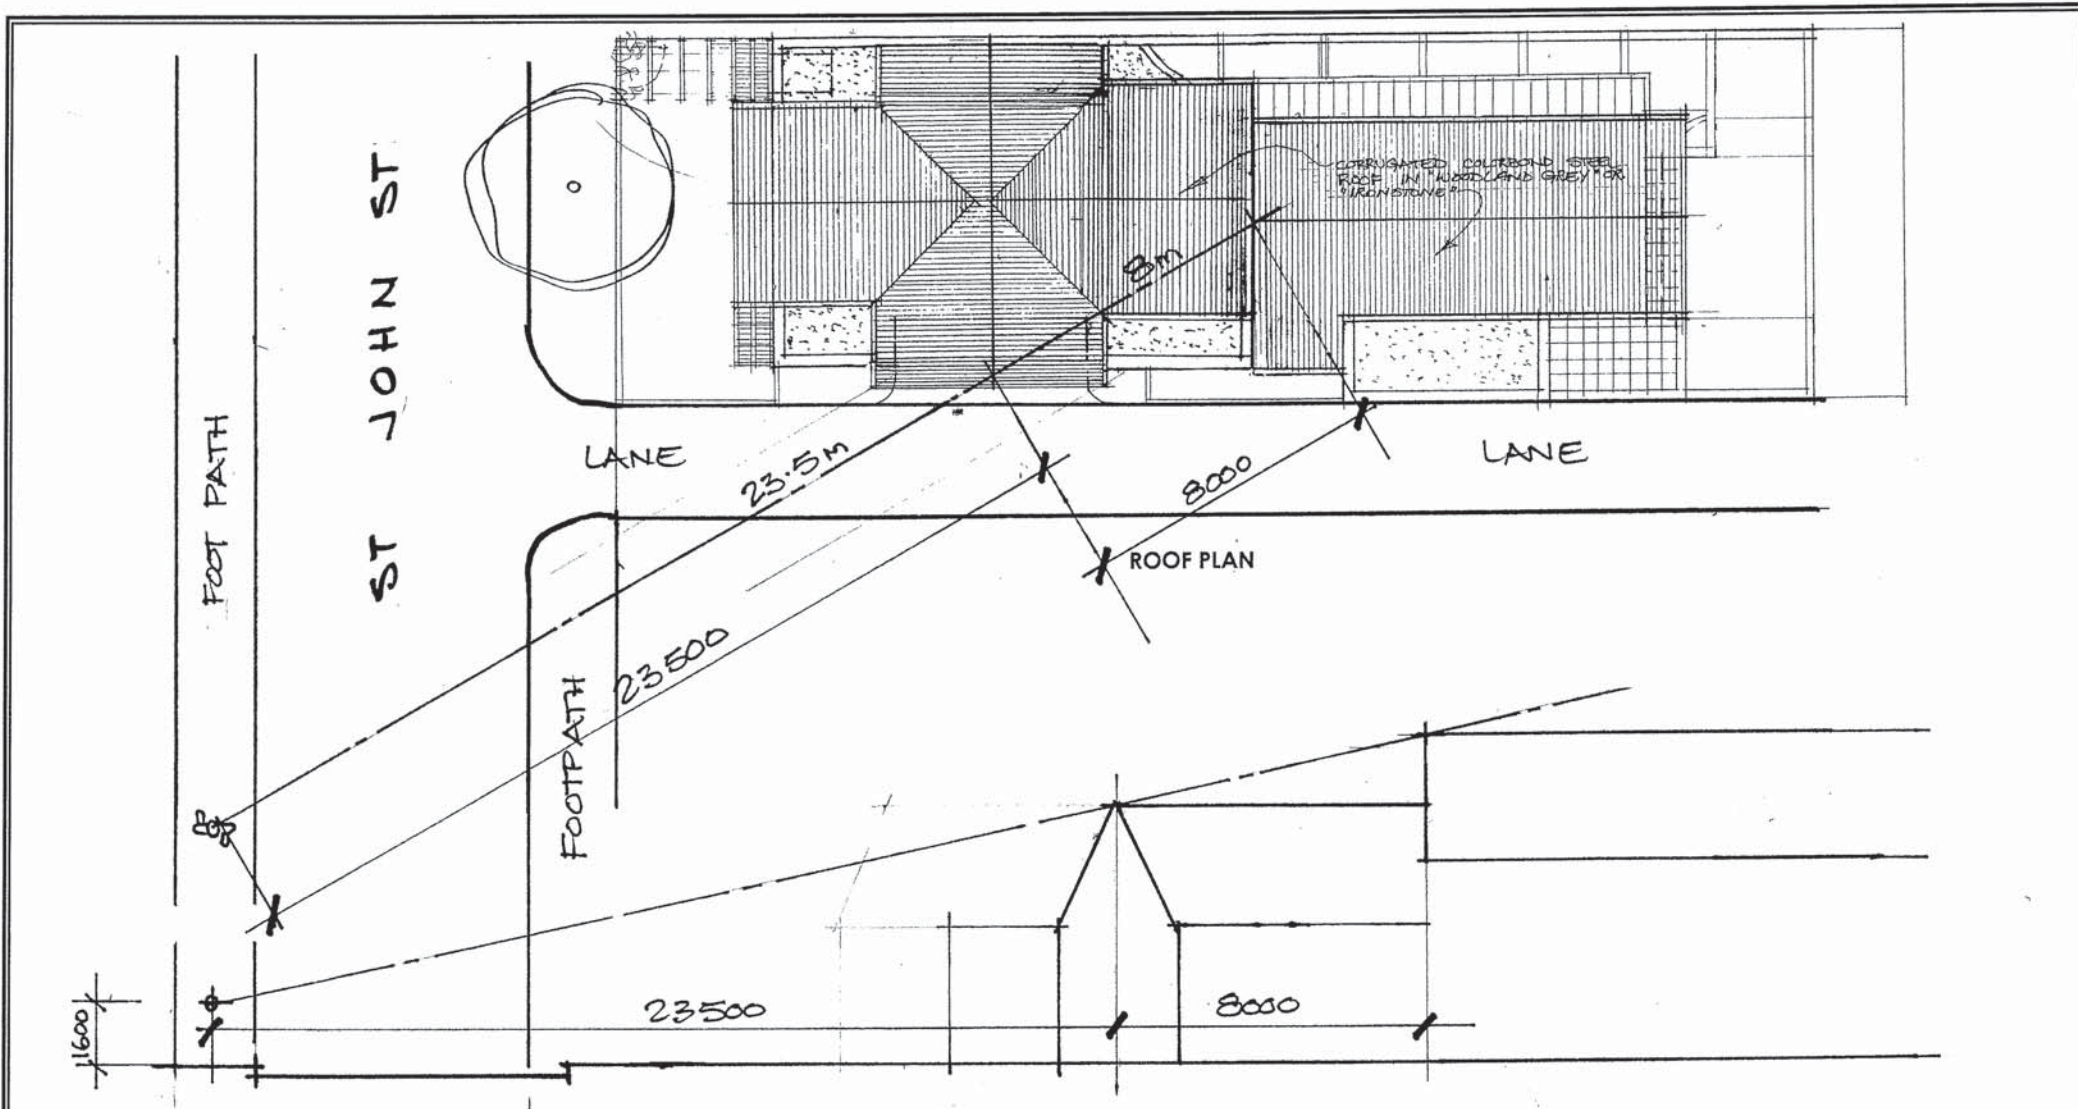 CORRUGATED COLORBOND STEEL
ROOF IN "WOODLAND GREY" OR
"IRONSTONE"
8m
ST JOHN ST
FOOT PATH
LANE
23.5m
8000
LANE
ROOF PLAN
23500
FOOTPATH
1600
23500
8000